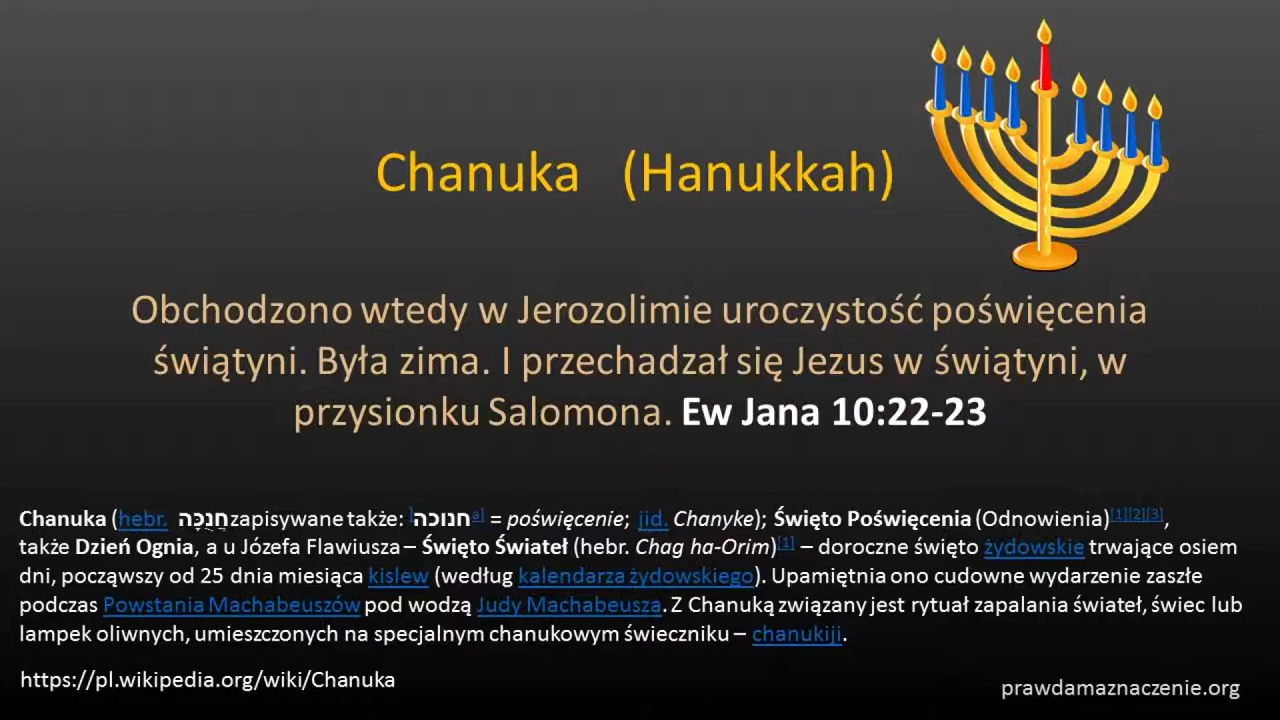 Chanuka (Hanukkah)
Obchodzono wtedy w Jerozolimie uroczystość poświęcenia
świątyni. Była zima. I przechadzał się Jezus w świątyni, w
przysionku Salomona. Ew Jana 10:22-23
Chanuka (hebr. חֲנֻכָּה zapisywane także: חנוכה]a] = poświęcenie; jid. Chanyke); Święto Poświęcenia (Odnowienia)[1][2][3],
także Dzień Ognia, a u Józefa Flawiusza – Święto Świateł (hebr. Chag ha-Orim)[1] – doroczne święto żydowskie trwające osiem
dni, począwszy od 25 dnia miesiąca kislew (według kalendarza żydowskiego). Upamiętnia ono cudowne wydarzenie zaszłe
podczas Powstania Machabeuszów pod wodzą Judy Machabeusza. Z Chanuką związany jest rytuał zapalania świateł, świec lub
lampek oliwnych, umieszczonych na specjalnym chanukowym świeczniku – chanukiji.
https://pl.wikipedia.org/wiki/Chanuka
prawdamaznaczenie.org